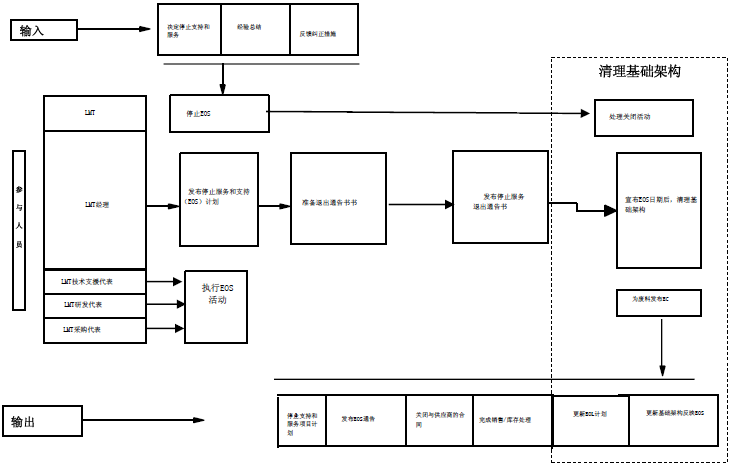 输入
决定停止支持和
服务
经验总结
反馈纠正措施
清理基础架构
LMT
停止EOS
处理关闭活动
参
与
人
员
LMT经理
发布停止服务和支持
(EOS)计划
准备退出通告书书
发布停止服务
退出通告书
宣布EOS日期后，清理基
础架构
LMT技术支援代表
LMT研发代表
LMT采购代表
执行EOS
活动
为废料发布EC
输出
停止支持和
服务项目计
划
发布EOS通告
关闭与供应商的合
同
完成销售/库存处理
更新EOL计划
更新基础架构反映EOS